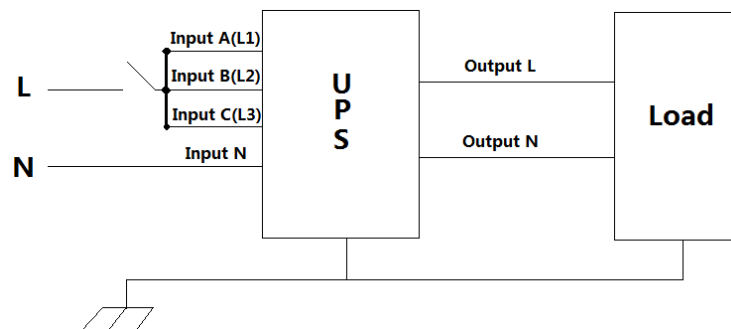 Input A(L1)
L
Input B(L2)
Input C(L3)
N
Input N
U
P
S
Output L
Output N
Load